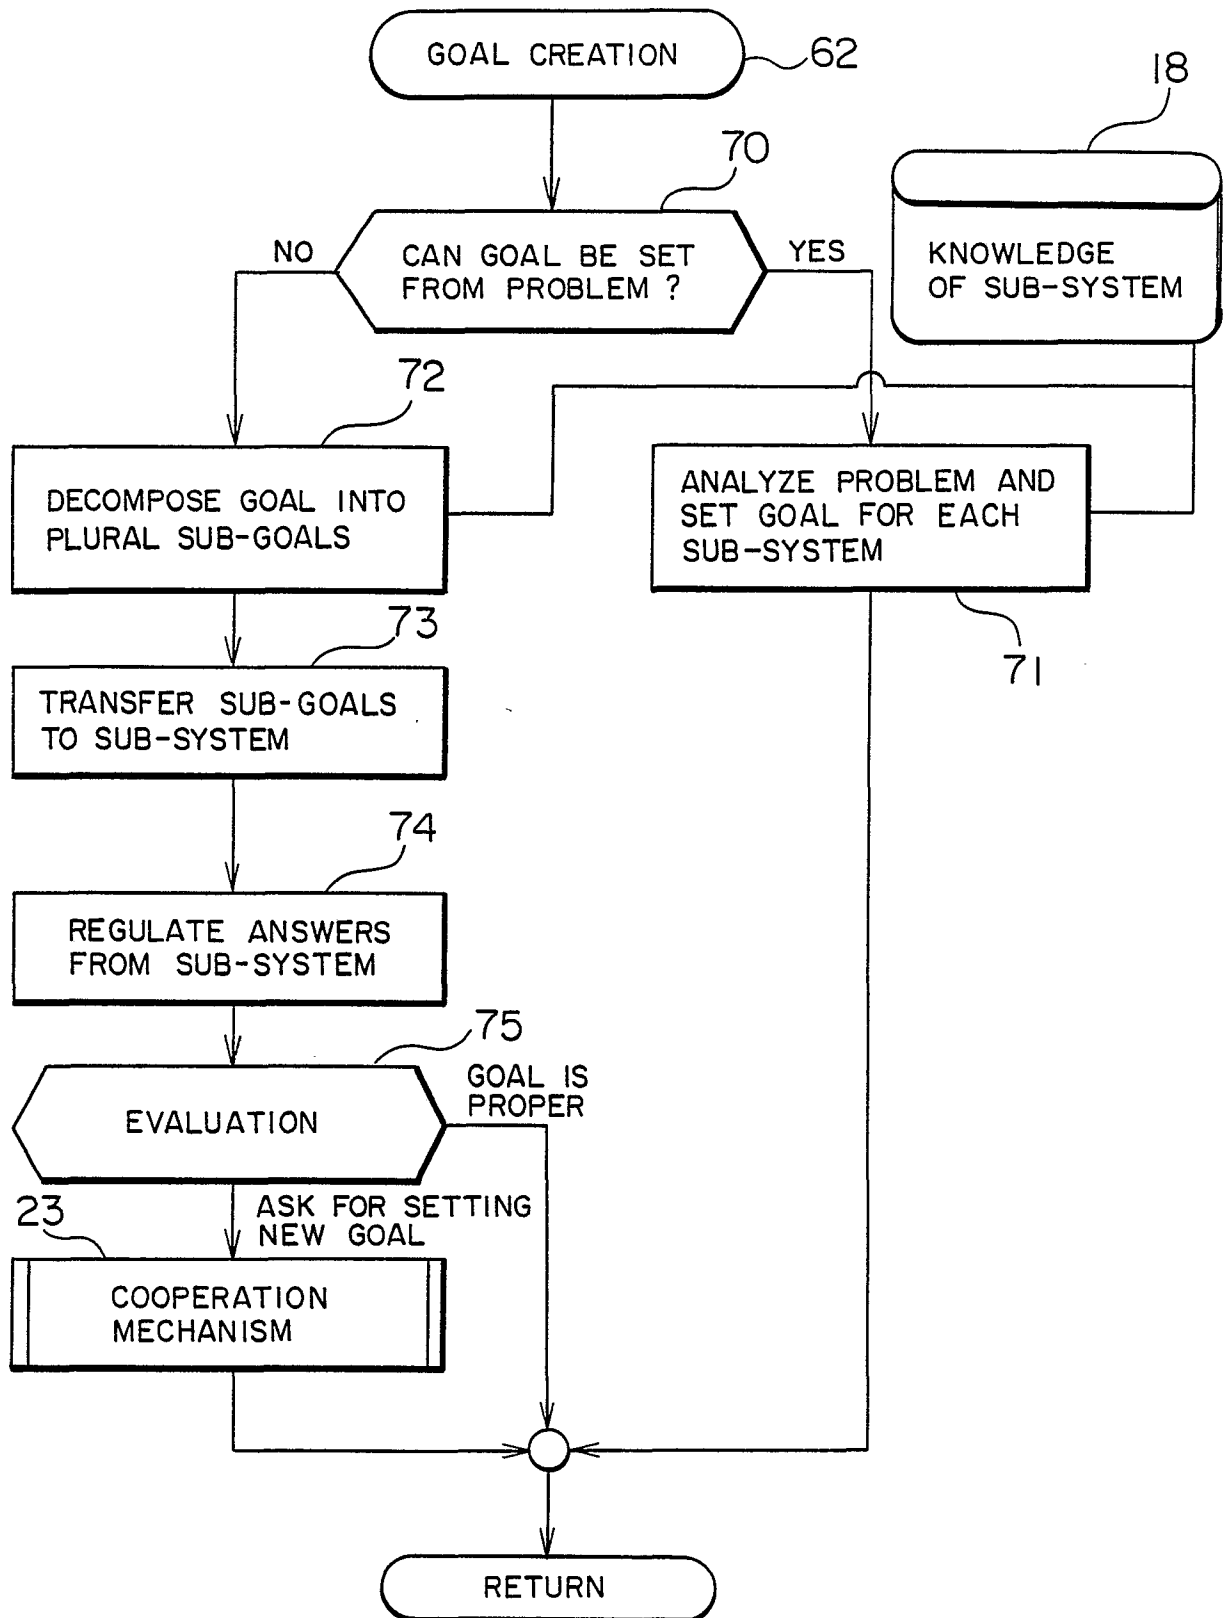 GOAL CREATION
62
18
70
CAN GOAL BE SET
FROM PROBLEM ?
NO
YES
KNOWLEDGE
OF SUB-SYSTEM
72
DECOMPOSE GOAL INTO
PLURAL SUB-GOALS
ANALYZE PROBLEM AND
SET GOAL FOR EACH
SUB-SYSTEM
71
73
TRANSFER SUB-GOALS
TO SUB-SYSTEM
74
REGULATE ANSWERS
FROM SUB-SYSTEM
75
EVALUATION
GOAL IS
PROPER
ASK FOR SETTING
NEW GOAL
23
COOPERATION
MECHANISM
RETURN